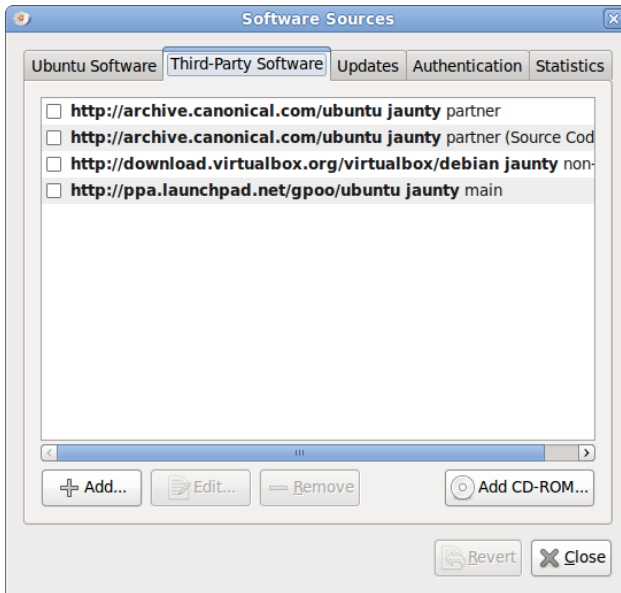 Software Sources
Ubuntu Software Third-Party Software Updates Authentication Statistics
http://archive.canonical.com/ubuntu jaunty partner
http://archive.canonical.com/ubuntu jaunty partner (Source Cod
http://download.virtualbox.org/virtualbox/debian jaunty non-
http://ppa.launchpad.net/gpoo/ubuntu jaunty main
Add... Edit... Remove Add CD-ROM...
Revert Close